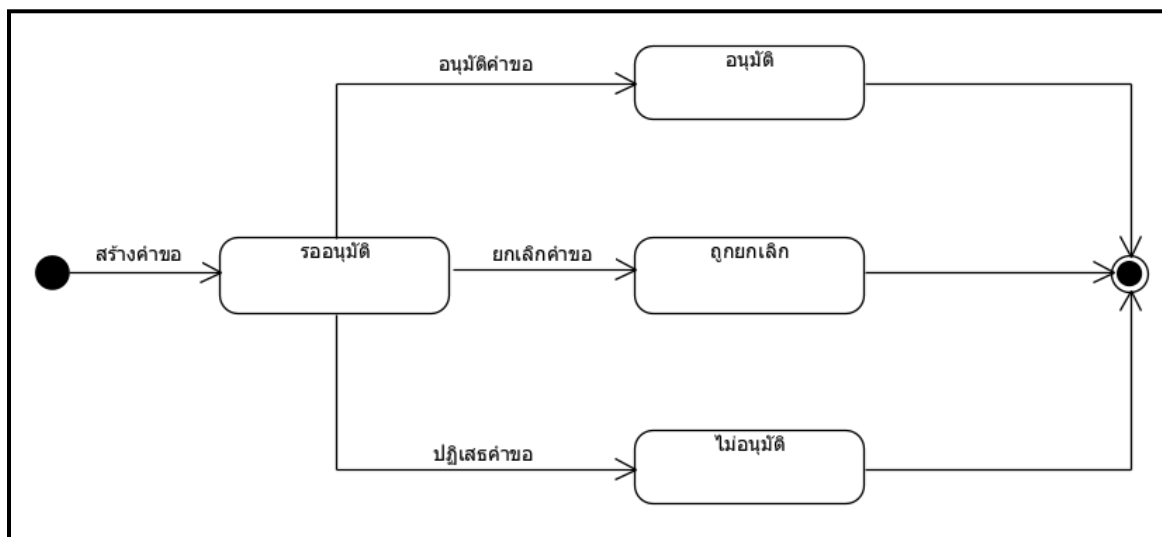 อนุมัติคำขอ
อนุมัติ
สร้างคำขอ
รออนุมัติ
ยกเลิกคำขอ
ถูกยกเลิก
ปฏิเสธคำขอ
ไม่อนุมัติ